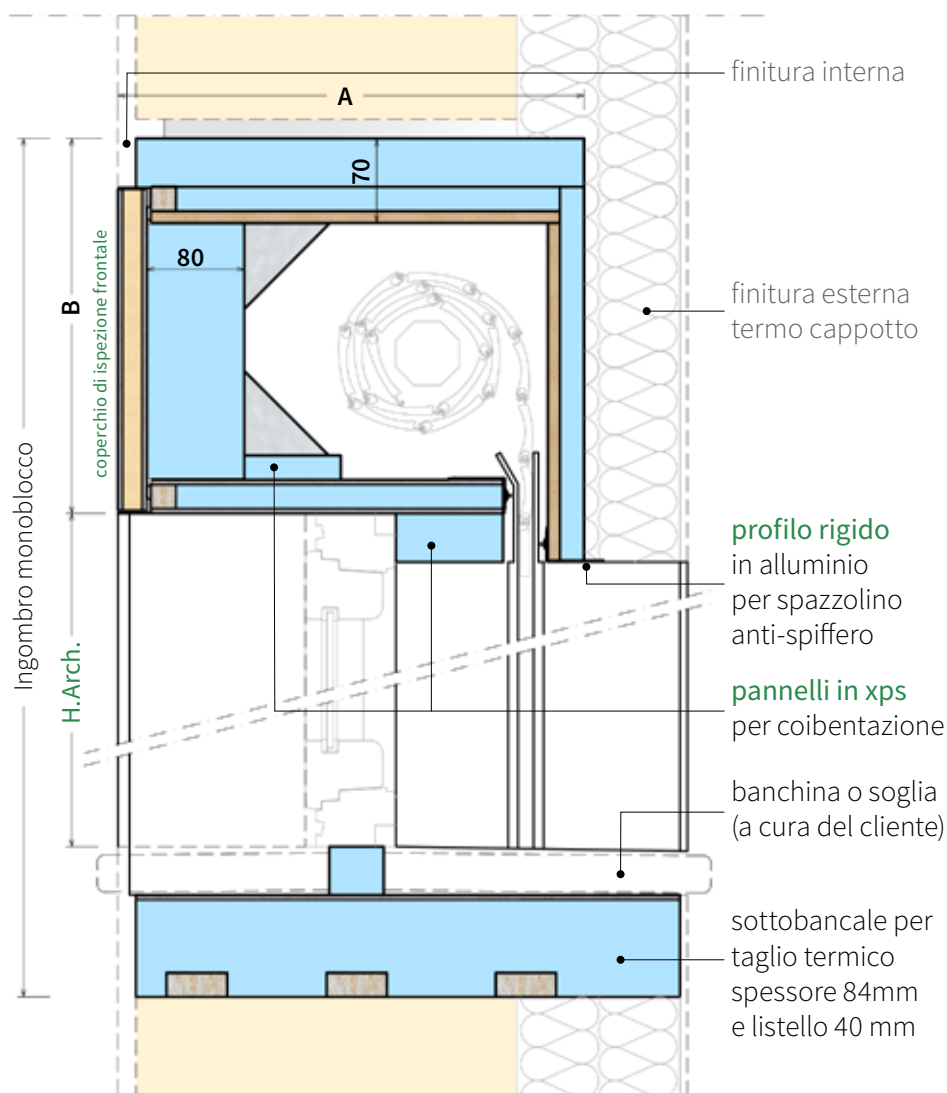 finitura interna
A
70
80
B
coperchio di ispezione frontale
finitura esterna
termo cappotto
Ingombro monoblocco
H.Arch.
profilo rigido
in alluminio
per spazzolino
anti-spiffero
pannelli in xps
per coibentazione
banchina o soglia
(a cura del cliente)
sottobancale per
taglio termico
spessore 84mm
e listello 40 mm